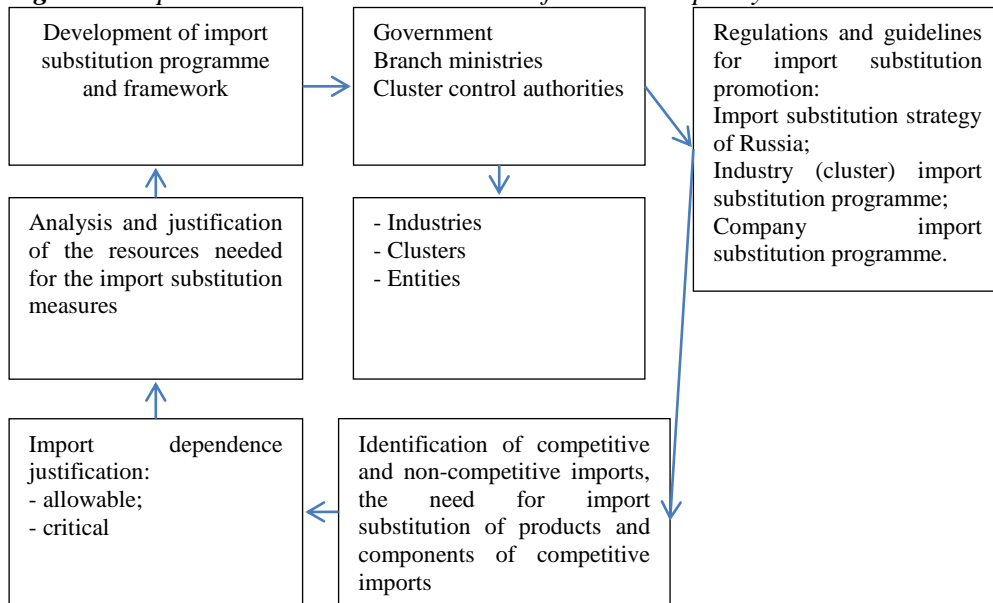 Development of import
substitution programme
and framework
Government
Branch ministries
Cluster control authorities
Regulations and guidelines
for import substitution
promotion:
Import substitution strategy
of Russia;
Industry (cluster) import
substitution programme;
Company import
substitution programme.
Analysis and justification
of the resources needed
for the import substitution
measures
- Industries
- Clusters
- Entities
Import dependence
justification:
- allowable;
- critical
Identification of competitive
and non-competitive imports,
the need for import
substitution of products and
components of competitive
imports